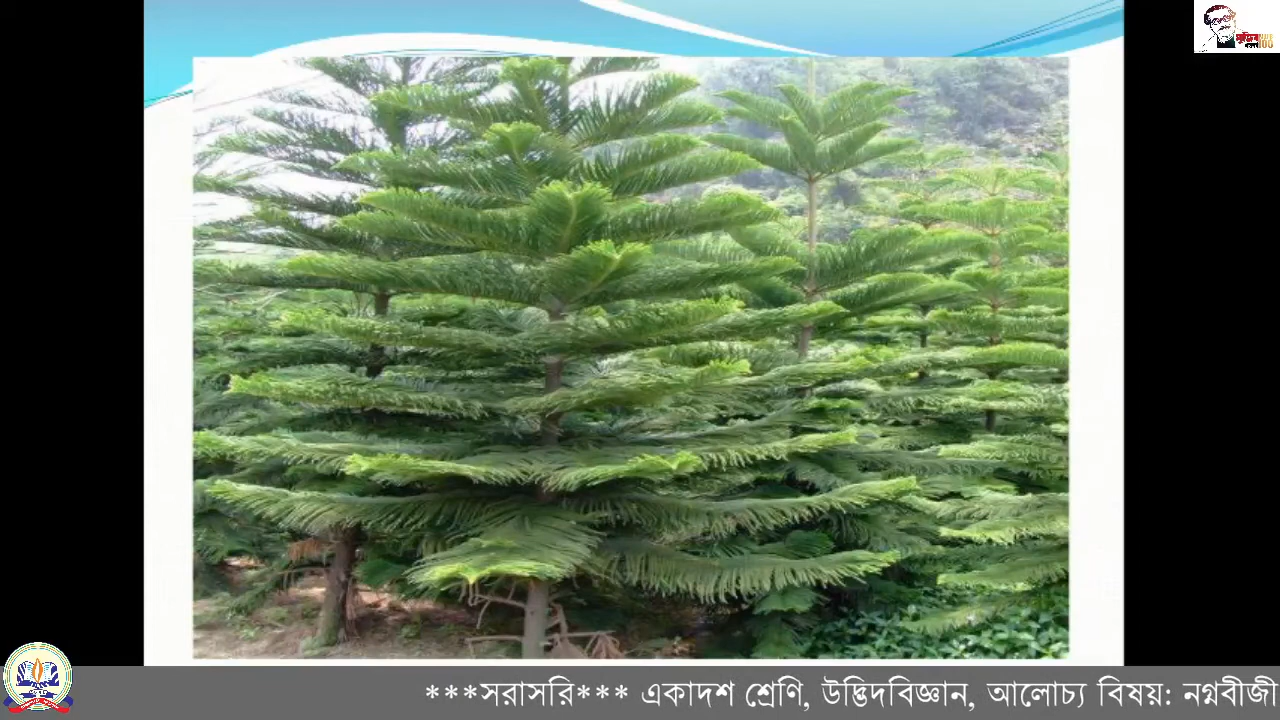 ***সরাসরি*** একাদশ শ্রেণি, উদ্ভিদবিজ্ঞান, আলোচ্য বিষয়: নগ্নবীজী